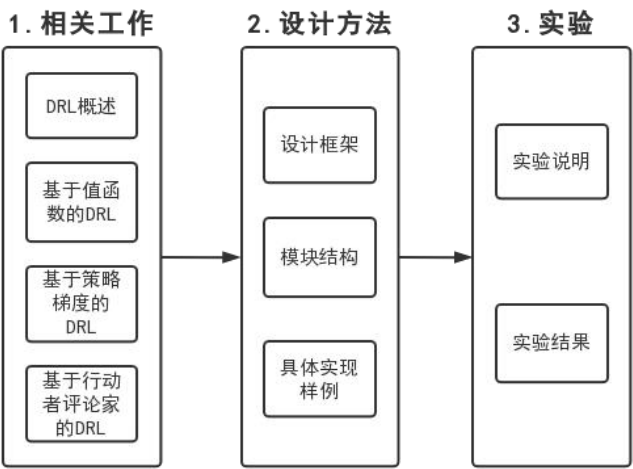 1. 相关工作
DRL概述
基于值函
数的DRL
基于策略
梯度的
DRL
基于行动
者评论家
的DRL
2. 设计方法
设计框架
模块结构
具体实现
样例
3. 实验
实验说明
实验结果